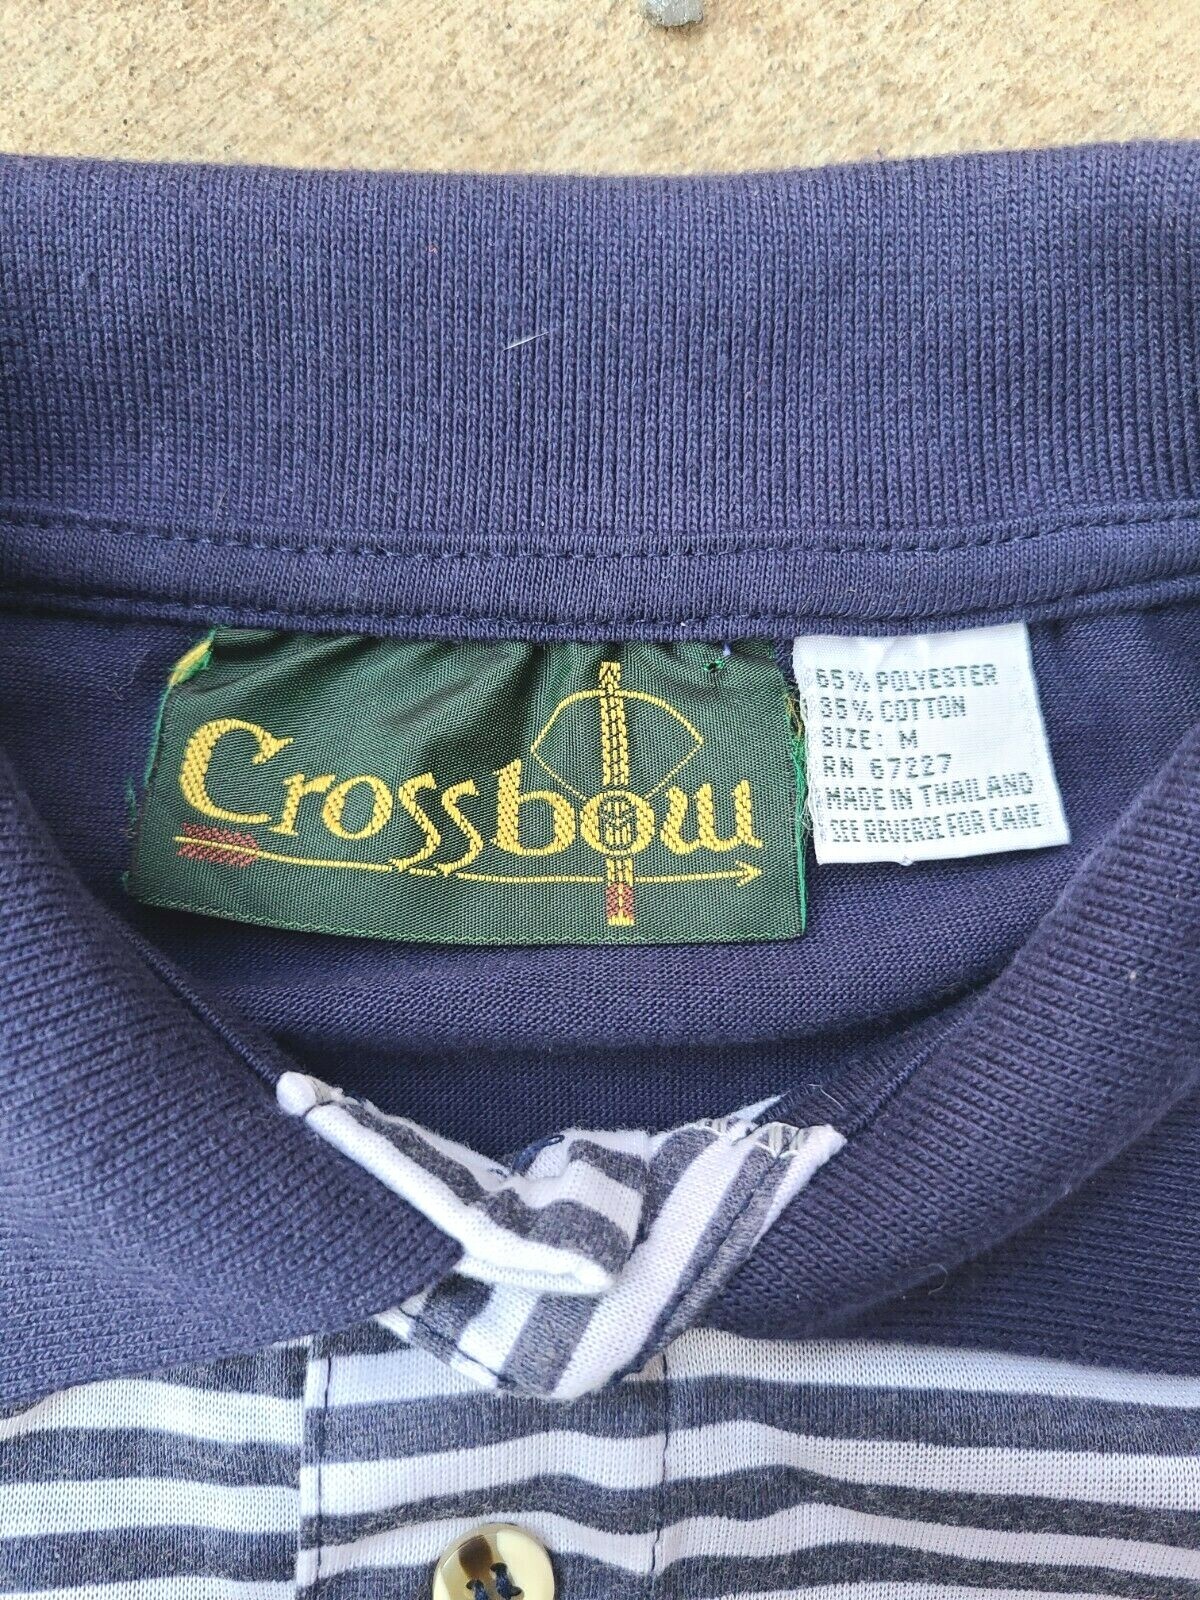 Crossbow
65% POLYESTER
35% COTTON
SIZE: M
RN 67227
MADE IN THAILAND
SEE REVERSE FOR CARE